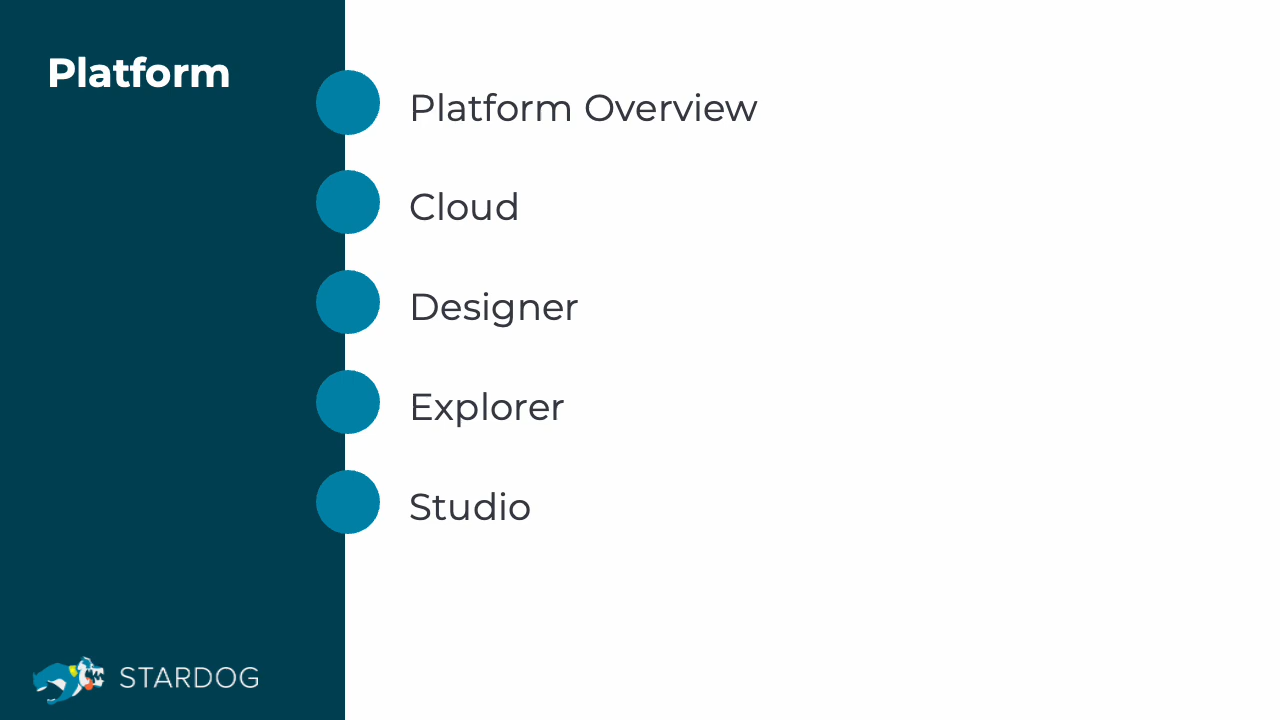 Platform
Platform Overview
Cloud
Designer
Explorer
Studio
STARDOG